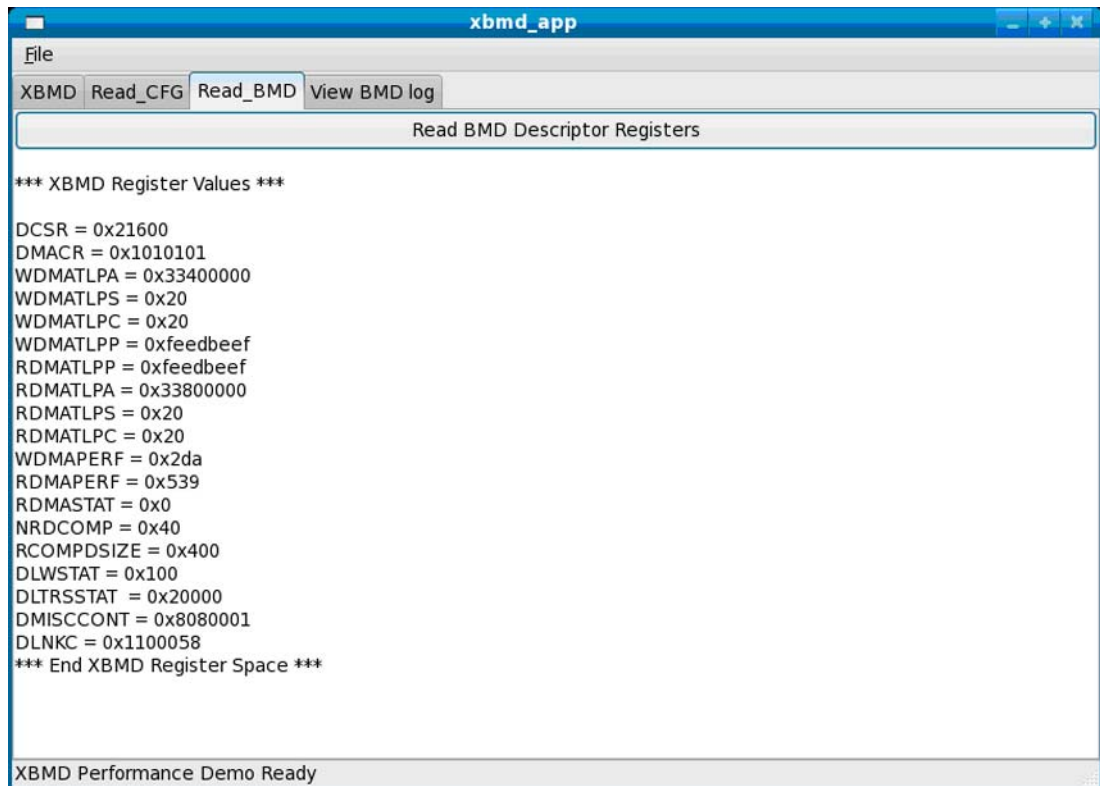 xbmd_app
File
XBMD Read_CFG Read_BMD View BMD log
Read BMD Descriptor Registers
*** XBMD Register Values ***
DCSR = 0x21600
DMACR = 0x1010101
WDMATLPA = 0x33400000
WDMATLPS = 0x20
WDMATLPC = 0x20
WDMATLPP = 0xfeedbeef
RDMATLPP = 0xfeedbeef
RDMATLPA = 0x33800000
RDMATLPS = 0x20
RDMATLPC = 0x20
WDMAPERF = 0x2da
RDMAPERF = 0x539
RDMASTAT = 0x0
NRDCOMP = 0x40
RCOMPDSIZE = 0x400
DLWSTAT = 0x100
DLTRSSTAT  = 0x20000
DMISCCONT = 0x8080001
DLNKC = 0x1100058
*** End XBMD Register Space ***
XBMD Performance Demo Ready